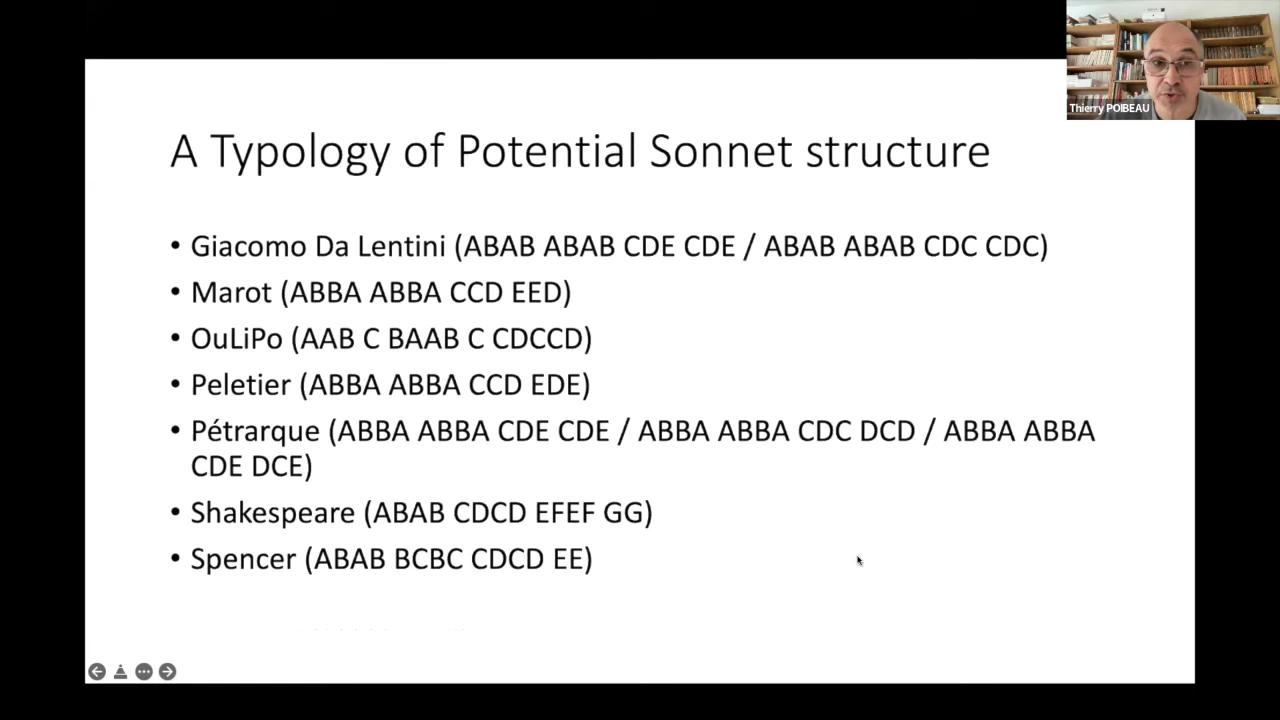 Thierry POIBEAU
A Typology of Potential Sonnet structure
• Giacomo Da Lentini (ABAB ABAB CDE CDE / ABAB ABAB CDC CDC)
• Marot (ABBA ABBA CCD EED)
• OuLiPo (AAB C BAAB C CDCCD)
• Peletier (ABBA ABBA CCD EDE)
• Pétrarque (ABBA ABBA CDE CDE / ABBA ABBA CDC DCD / ABBA ABBA
CDE DCE)
• Shakespeare (ABAB CDCD EFEF GG)
• Spencer (ABAB BCBC CDCD EE)